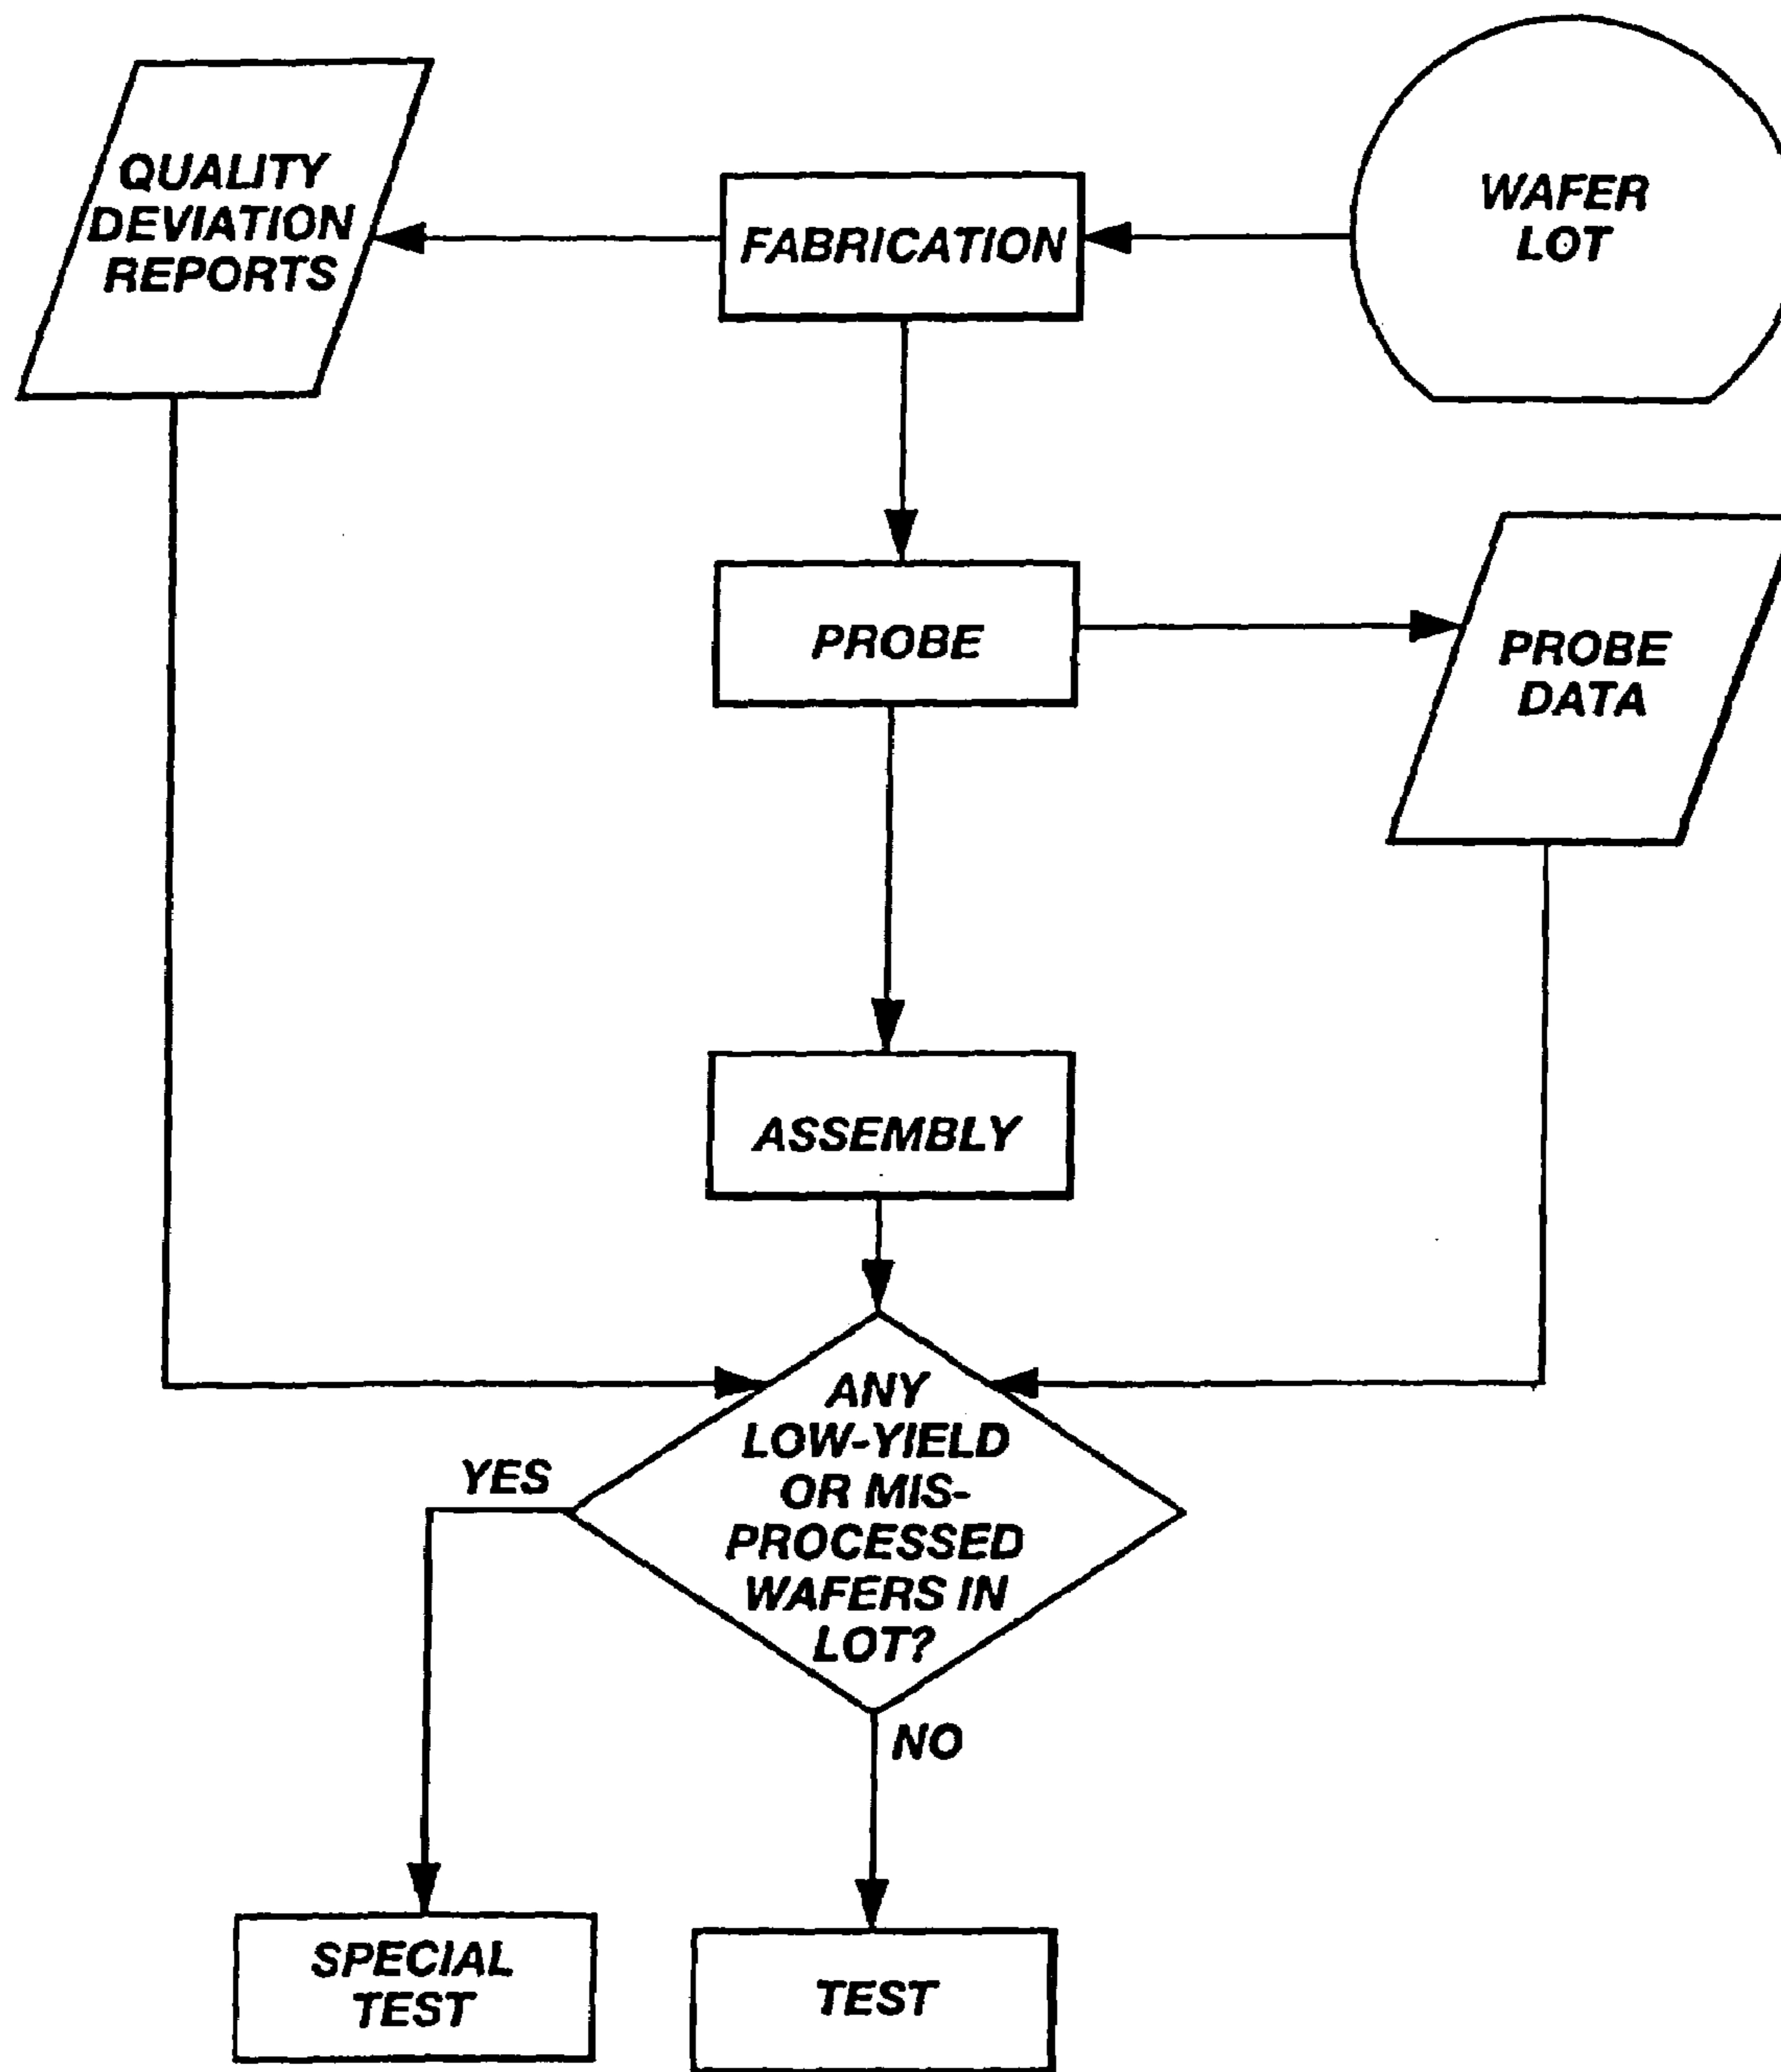 QUALITY
DEVIATION
REPORTS
FABRICATION
WAFER
LOT
PROBE
PROBE
DATA
ASSEMBLY
ANY
LOW-YIELD
OR MIS-
PROCESSED
WAFERS IN
LOT?
YES
NO
SPECIAL
TEST
TEST